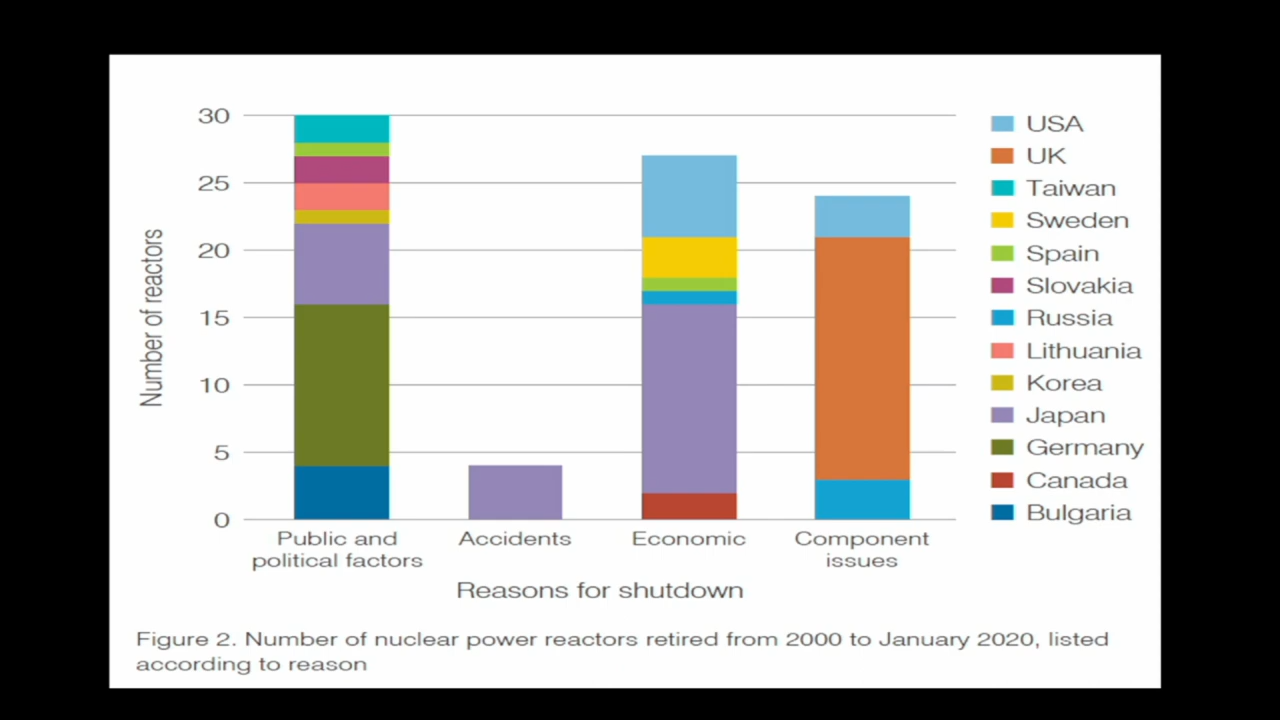 30
25
20
15
10
5
0
Number of reactors
Public and
political factors
Accidents
Economic
Component
issues
Reasons for shutdown
USA
UK
Taiwan
Sweden
Spain
Slovakia
Russia
Lithuania
Korea
Japan
Germany
Canada
Bulgaria
Figure 2. Number of nuclear power reactors retired from 2000 to January 2020, listed
according to reason